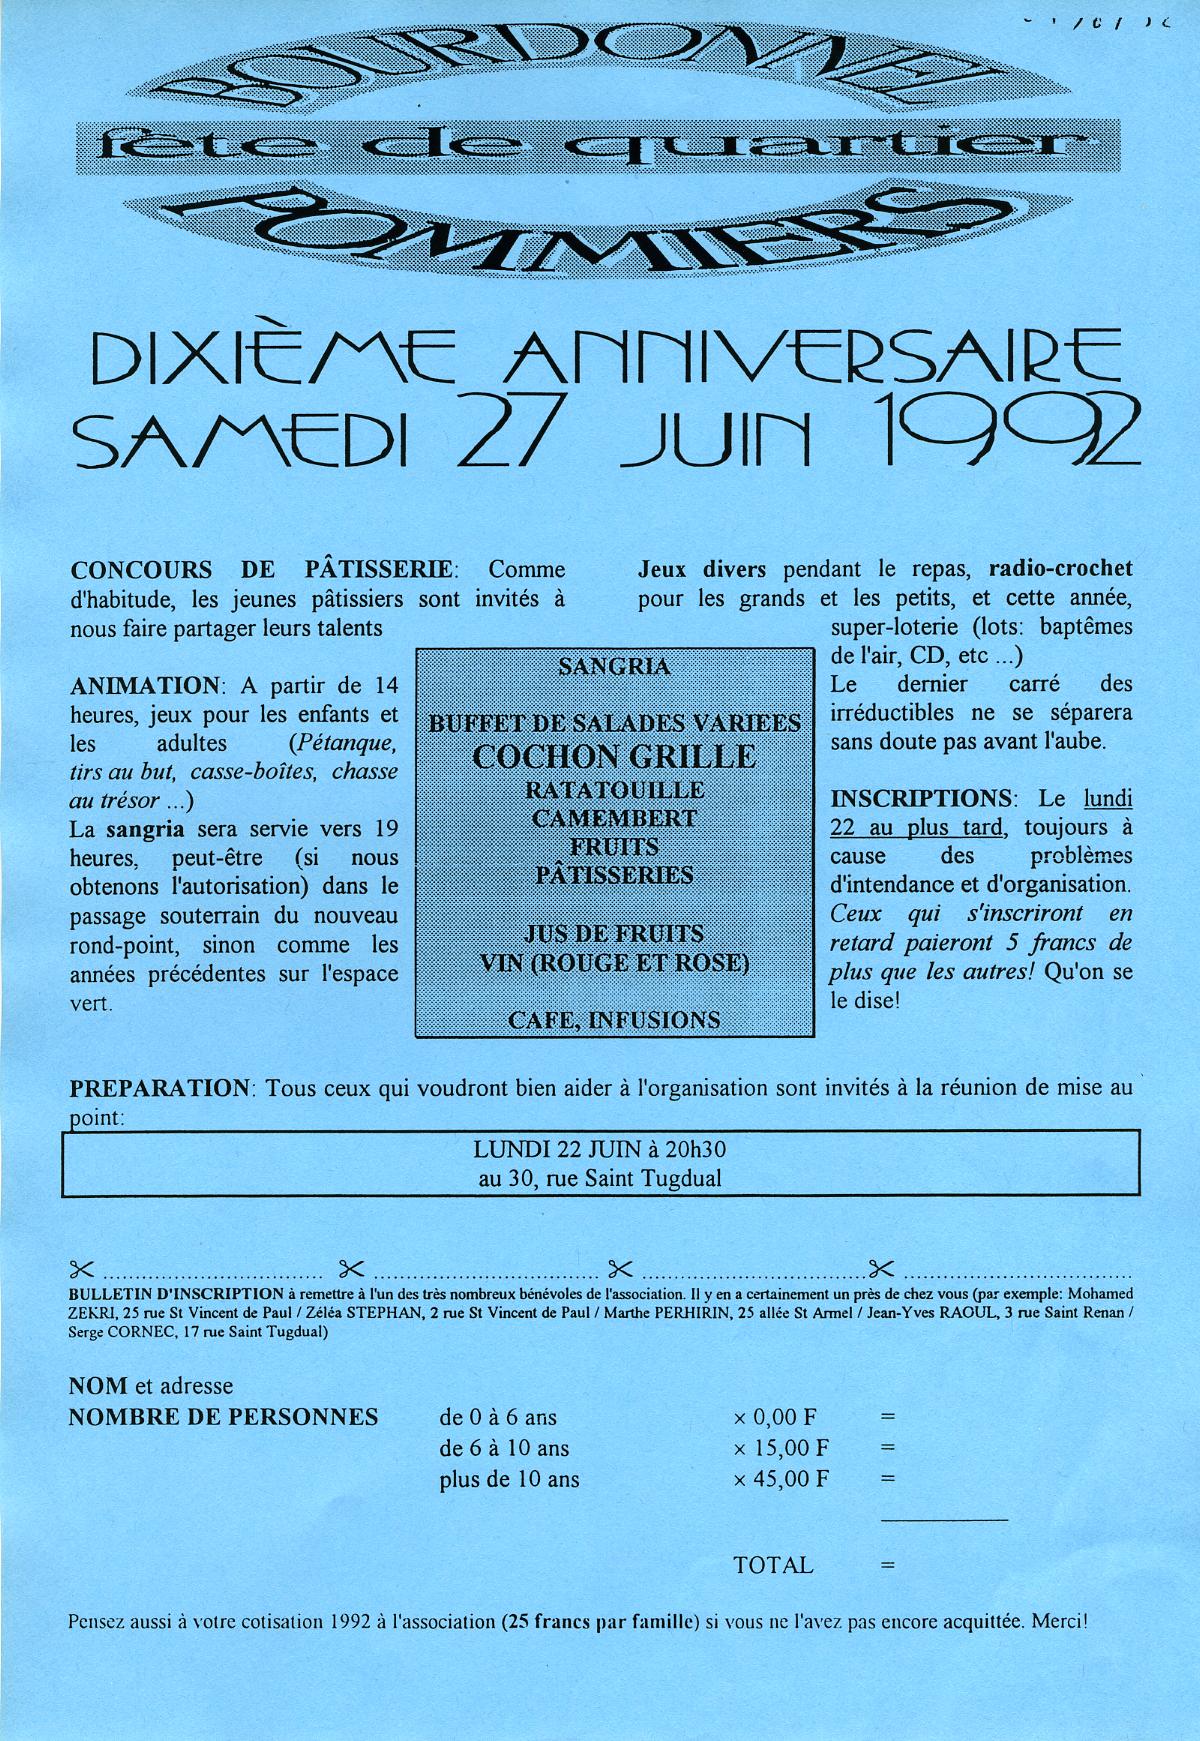 BOURDONNEL
fête de quartier
POMMIERS
DIXIÈME ANNIVERSAIRE
SAMEDI 27 JUIN 1992
CONCOURS DE PÂTISSERIE: Comme
d'habitude, les jeunes pâtissiers sont invités à
nous faire partager leurs talents
ANIMATION: A partir de 14
heures, jeux pour les enfants et
les adultes (Pétanque,
tirs au but, casse-boîtes, chasse
au trésor ...)
La sangria sera servie vers 19
heures, peut-être (si nous
obtenons l'autorisation) dans le
passage souterrain du nouveau
rond-point, sinon comme les
années précédentes sur l'espace
vert.
SANGRIA
BUFFET DE SALADES VARIEES
COCHON GRILLE
RATATOUILLE
CAMEMBERT
FRUITS
PÂTISSERIES
JUS DE FRUITS
VIN (ROUGE ET ROSE)
CAFE, INFUSIONS
Jeux divers pendant le repas, radio-crochet
pour les grands et les petits, et cette année,
super-loterie (lots: baptêmes
de l'air, CD, etc ...)
Le dernier carré des
irréductibles ne se séparera
sans doute pas avant l'aube.
INSCRIPTIONS: Le lundi
22 au plus tard, toujours à
cause des problèmes
d'intendance et d'organisation.
Ceux qui s'inscriront en
retard paieront 5 francs de
plus que les autres! Qu'on se
le dise!
PREPARATION: Tous ceux qui voudront bien aider à l'organisation sont invités à la réunion de mise au
point:
LUNDI 22 JUIN à 20h30
au 30, rue Saint Tugdual
BULLETIN D'INSCRIPTION à remettre à l'un des très nombreux bénévoles de l'association. Il y en a certainement un près de chez vous (par exemple: Mohamed
ZEKRI, 25 rue St Vincent de Paul / Zéléa STEPHAN, 2 rue St Vincent de Paul / Marthe PERHIRIN, 25 allée St Armel / Jean-Yves RAOUL, 3 rue Saint Renan /
Serge CORNEC, 17 rue Saint Tugdual)
NOM et adresse
NOMBRE DE PERSONNES de 0 à 6 ans × 0,00 F =
de 6 à 10 ans × 15,00 F =
plus de 10 ans × 45,00 F =
TOTAL =
Pensez aussi à votre cotisation 1992 à l'association (25 francs par famille) si vous ne l'avez pas encore acquittée. Merci!